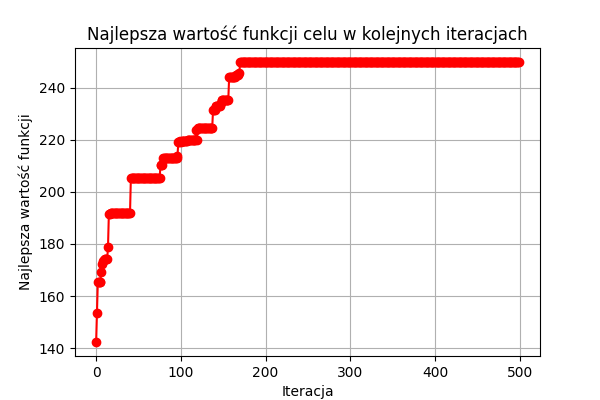 Najlepsza wartość funkcji celu w kolejnych iteracjach
Najlepsza wartość funkcji
240
220
200
180
160
140
0 100 200 300 400 500
Iteracja